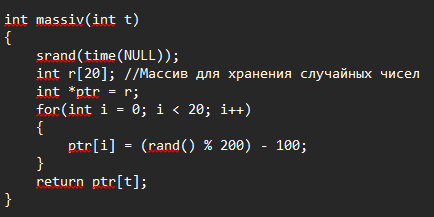 int massiv(int t)
{
srand(time(NULL));
int r[20]; //Массив для хранения случайных чисел
int *ptr = r;
for(int i = 0; i < 20; i++)
{
ptr[i] = (rand() % 200) - 100;
}
return ptr[t];
}